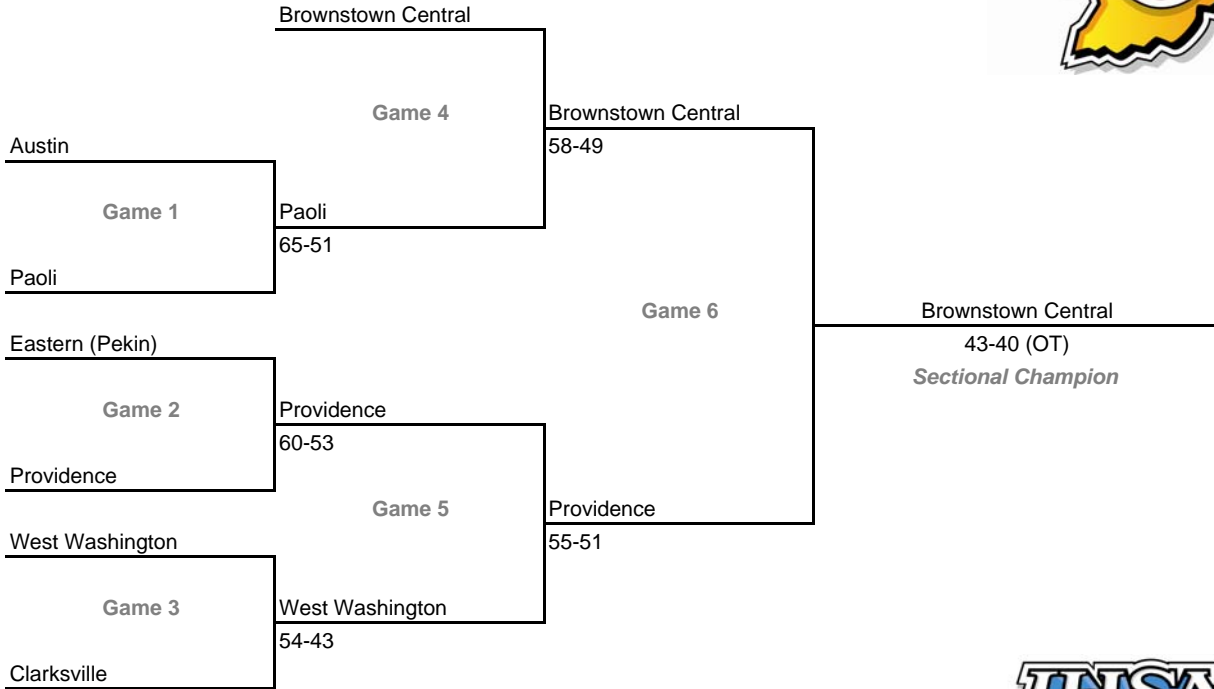 Brownstown Central
Game 4
Brownstown Central
Austin
58-49
Game 1
Paoli
65-51
Paoli
Game 6
Brownstown Central
Eastern (Pekin)
43-40 (OT)
Sectional Champion
Game 2
Providence
60-53
Providence
Game 5
Providence
West Washington
55-51
Game 3
West Washington
54-43
Clarksville